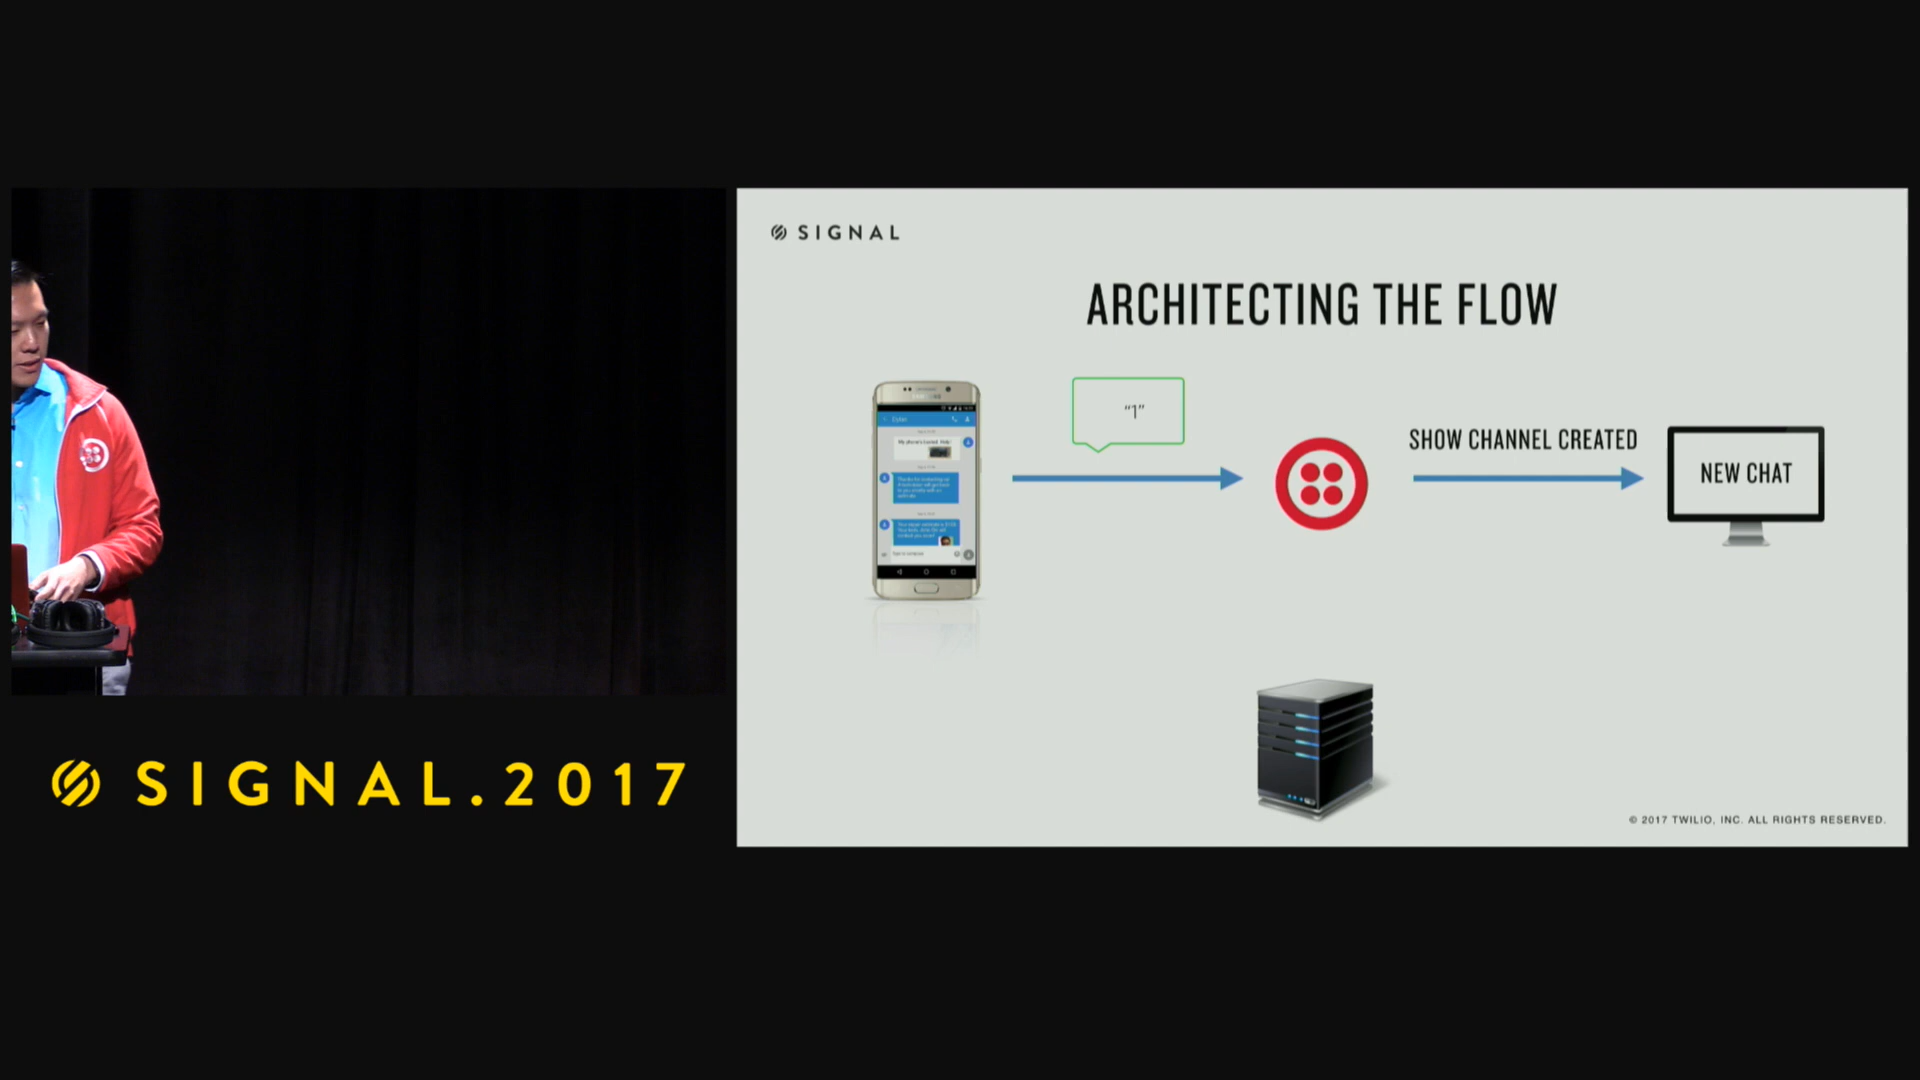 SIGNAL
ARCHITECTING THE FLOW
“1”
SHOW CHANNEL CREATED
NEW CHAT
SIGNAL.2017
© 2017 TWILIO, INC. ALL RIGHTS RESERVED.